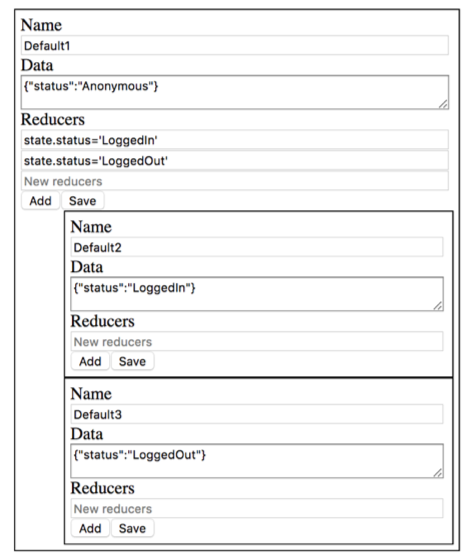 Name
Default1
Data
{"status":"Anonymous"}
Reducers
state.status='LoggedIn'
state.status='LoggedOut'
New reducers
Add Save
Name
Default2
Data
{"status":"LoggedIn"}
Reducers
New reducers
Add Save
Name
Default3
Data
{"status":"LoggedOut"}
Reducers
New reducers
Add Save